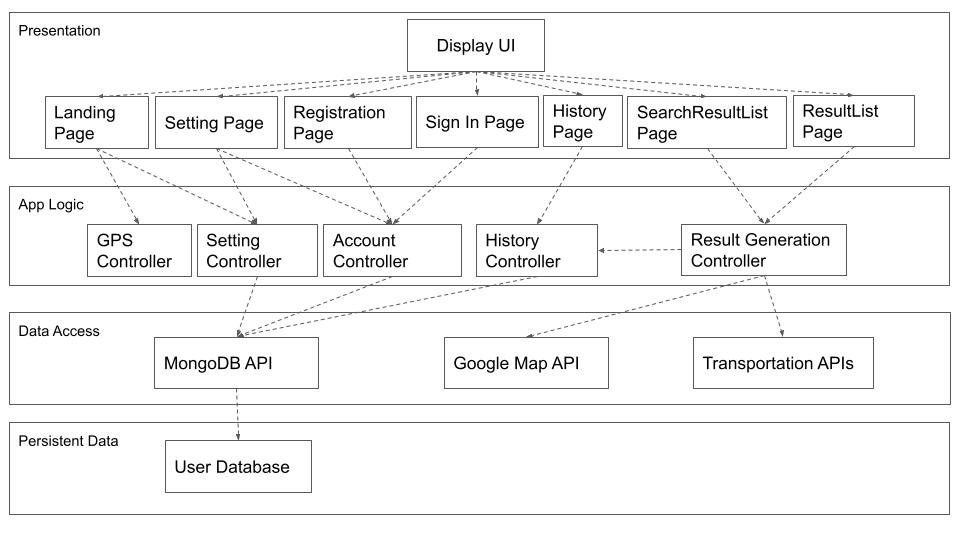 Presentation
Display UI
Landing
Page
Setting Page
Registration
Page
Sign In Page
History
Page
SearchResultList
Page
ResultList
Page
App Logic
GPS
Controller
Setting
Controller
Account
Controller
History
Controller
Result Generation
Controller
Data Access
MongoDB API
Google Map API
Transportation APIs
Persistent Data
User Database